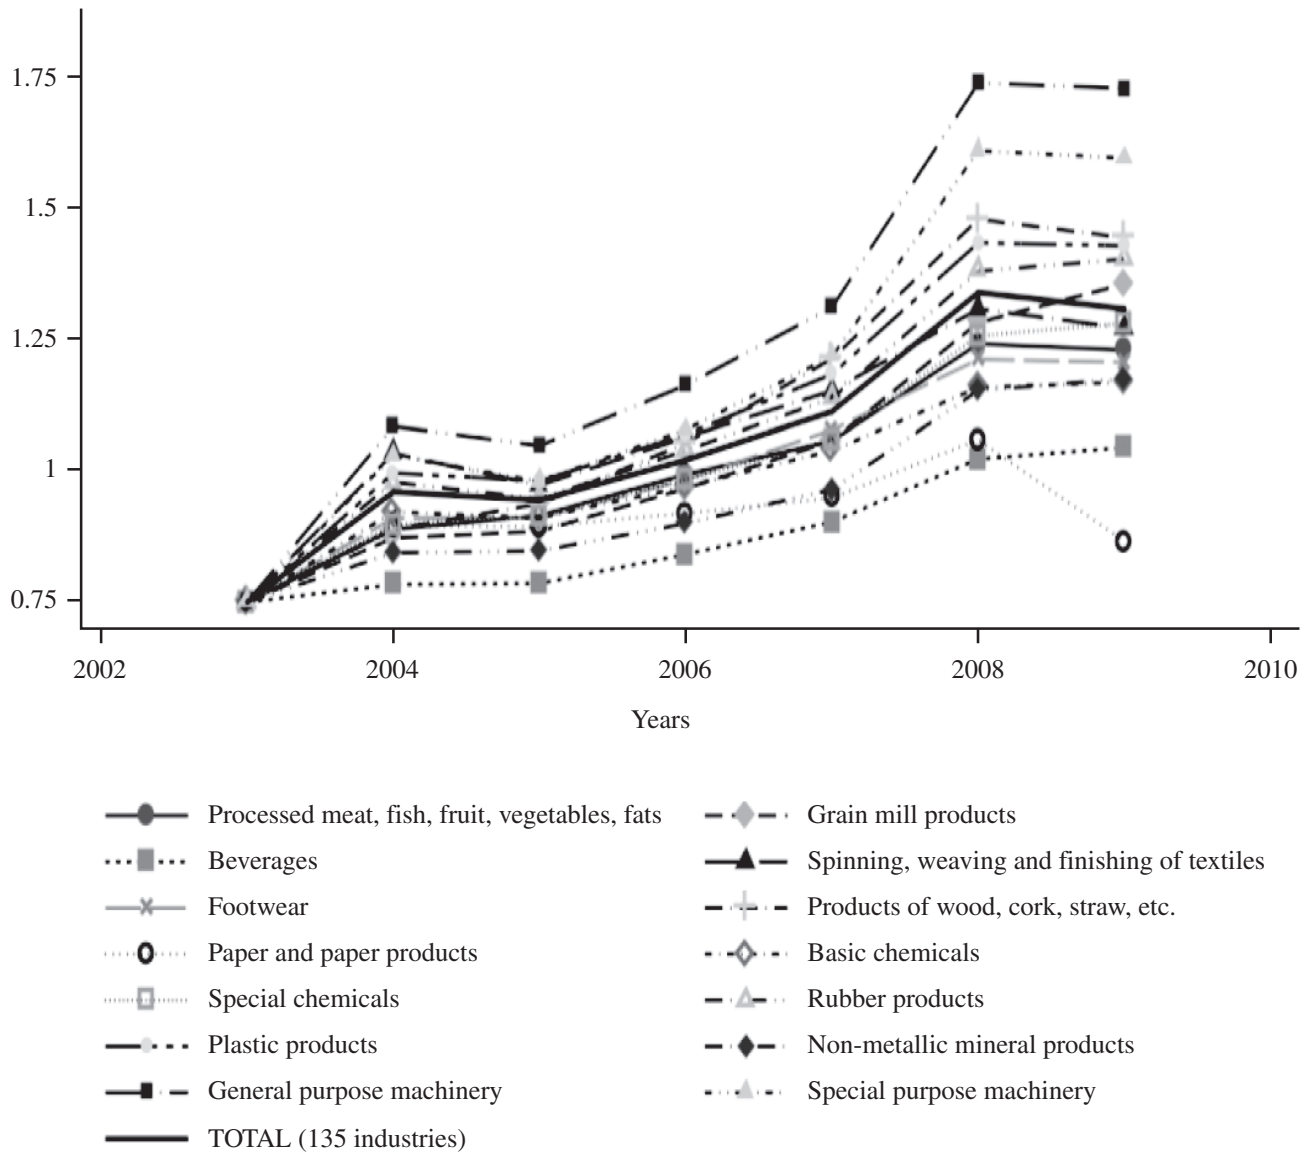 1.75
1.5
1.25
1
0.75
2002 2004 2006 2008 2010
Years
Processed meat, fish, fruit, vegetables, fats
Beverages
Footwear
Paper and paper products
Special chemicals
Plastic products
General purpose machinery
TOTAL (135 industries)
Grain mill products
Spinning, weaving and finishing of textiles
Products of wood, cork, straw, etc.
Basic chemicals
Rubber products
Non-metallic mineral products
Special purpose machinery